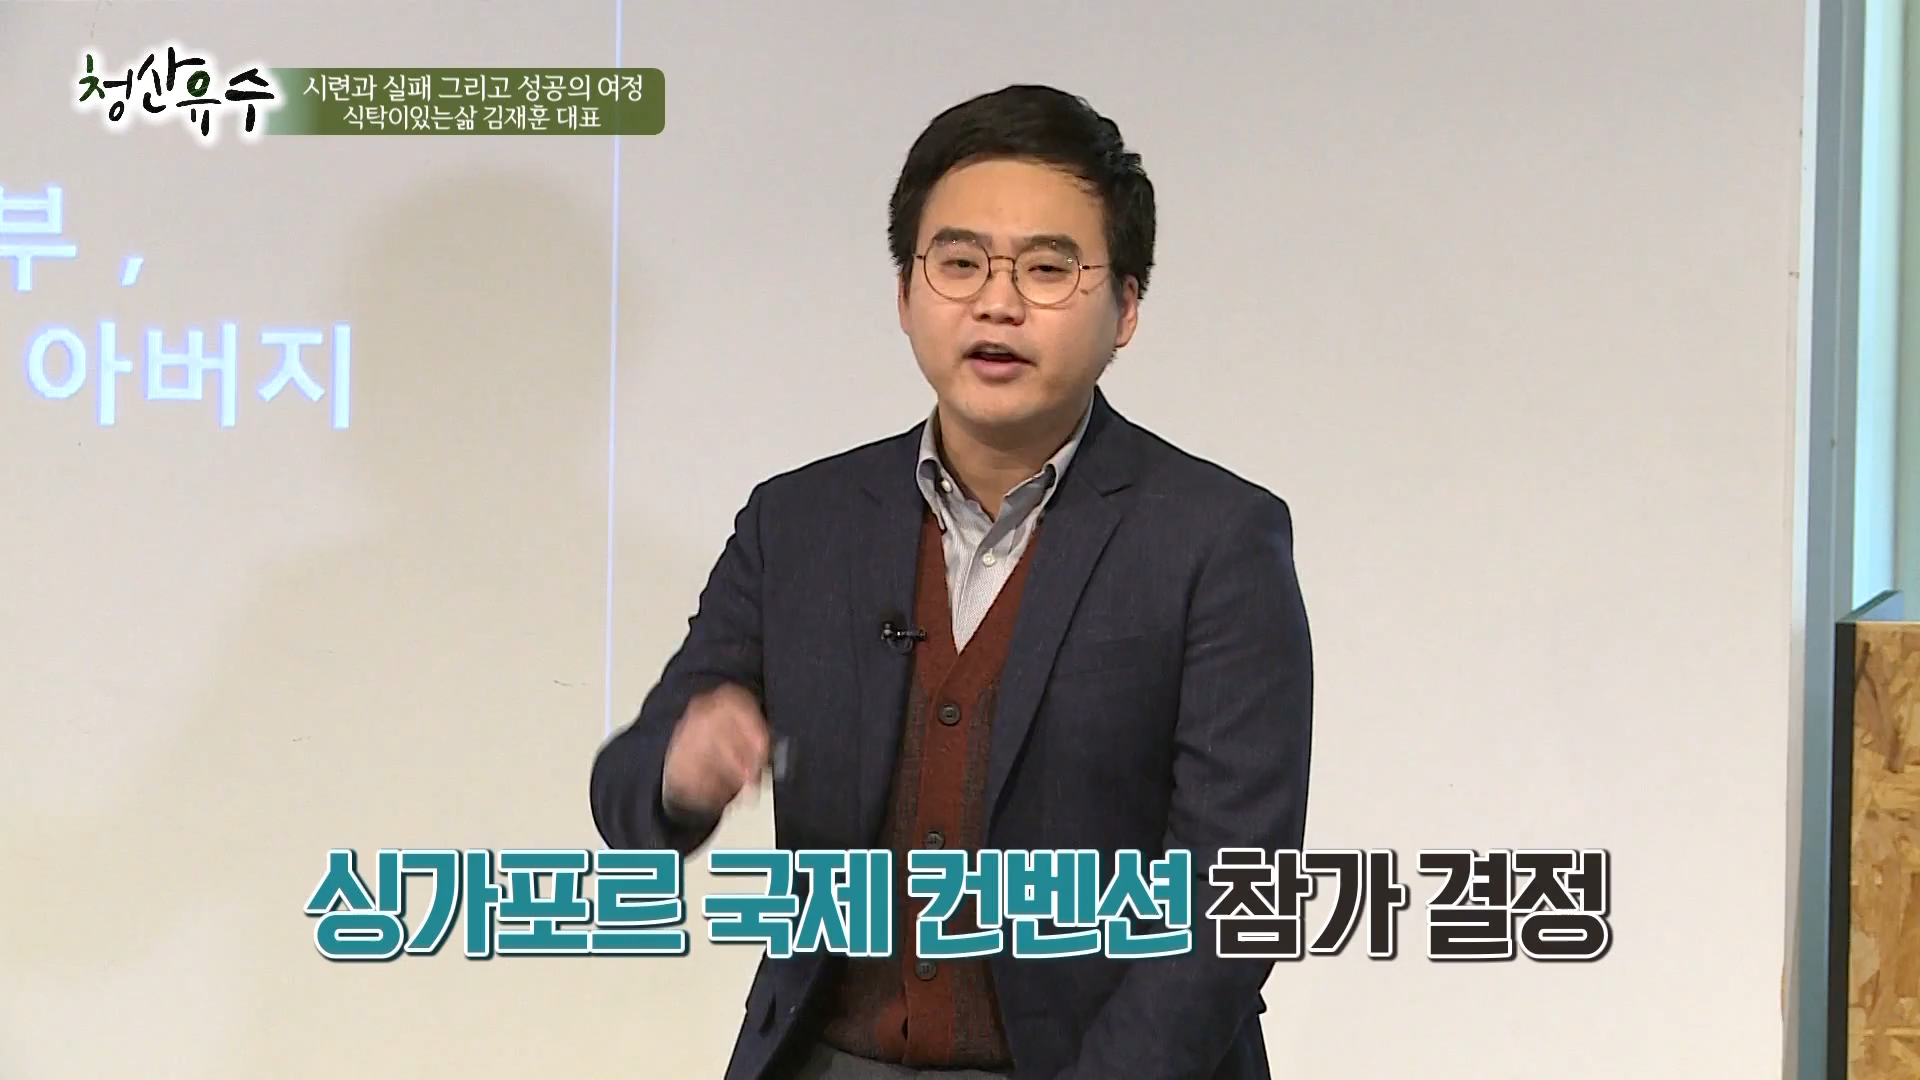 청산유수
시련과 실패 그리고 성공의 여정
식탁이있는삶 김재훈 대표
부 ,
아버지
싱가포르 국제 컨벤션 참가 결정